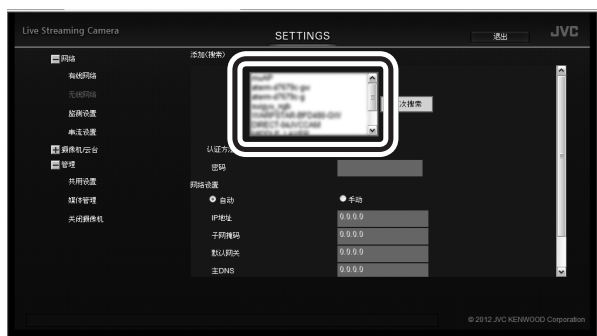 Live Streaming Camera
SETTINGS
退出
JVC
网络
有线网络
无线网络
监测设置
串流设置
摄像机/云台
管理
共用设置
媒体管理
关闭摄像机
添加(搜索)
次搜索
认证方
密码
网络设置
自动
手动
IP地址
0.0.0.0
子网掩码
0.0.0.0
默认网关
0.0.0.0
主DNS
0.0.0.0
© 2012 JVC KENWOOD Corporation